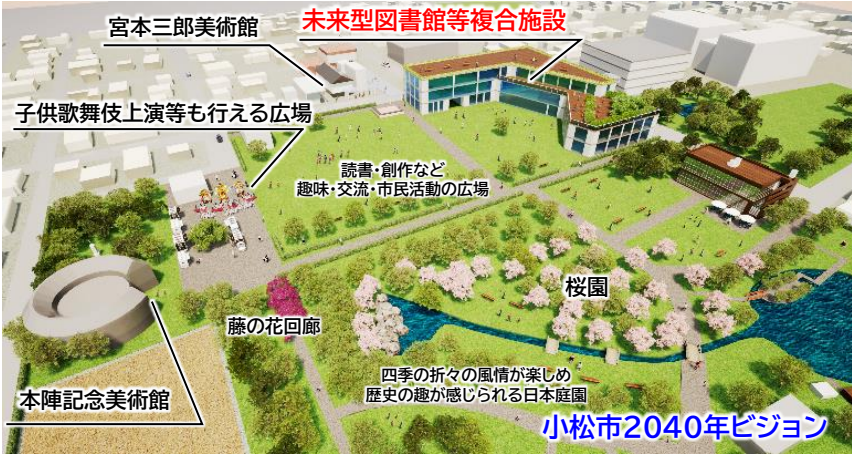 宮本三郎美術館
未来型図書館等複合施設
子供歌舞伎上演等も行える広場
読書・創作など
趣味・交流・市民活動の広場
桜園
藤の花回廊
四季の折々の風情が楽しめ
歴史の趣が感じられる日本庭園
本陣記念美術館
小松市2040年ビジョン